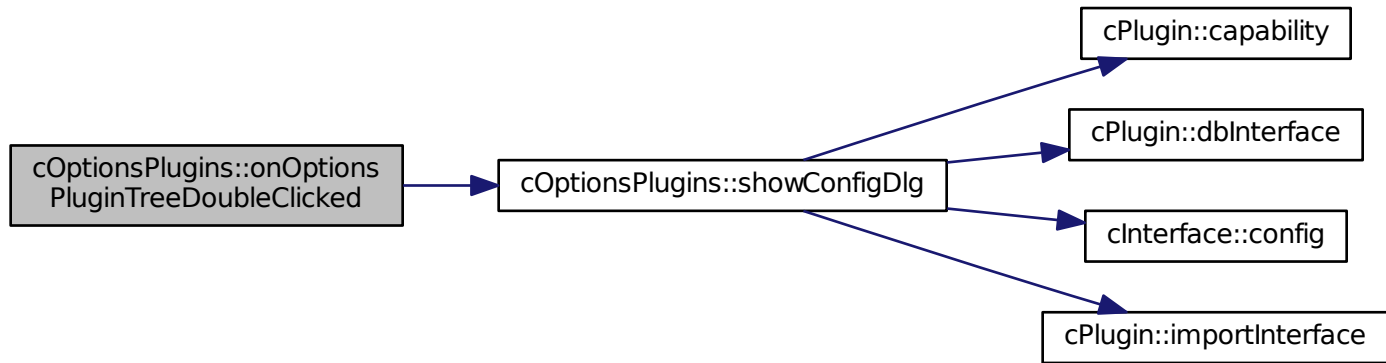 cOptionsPlugins::onOptions
PluginTreeDoubleClicked
cOptionsPlugins::showConfigDlg
cPlugin::capability
cPlugin::dbInterface
cInterface::config
cPlugin::importInterface